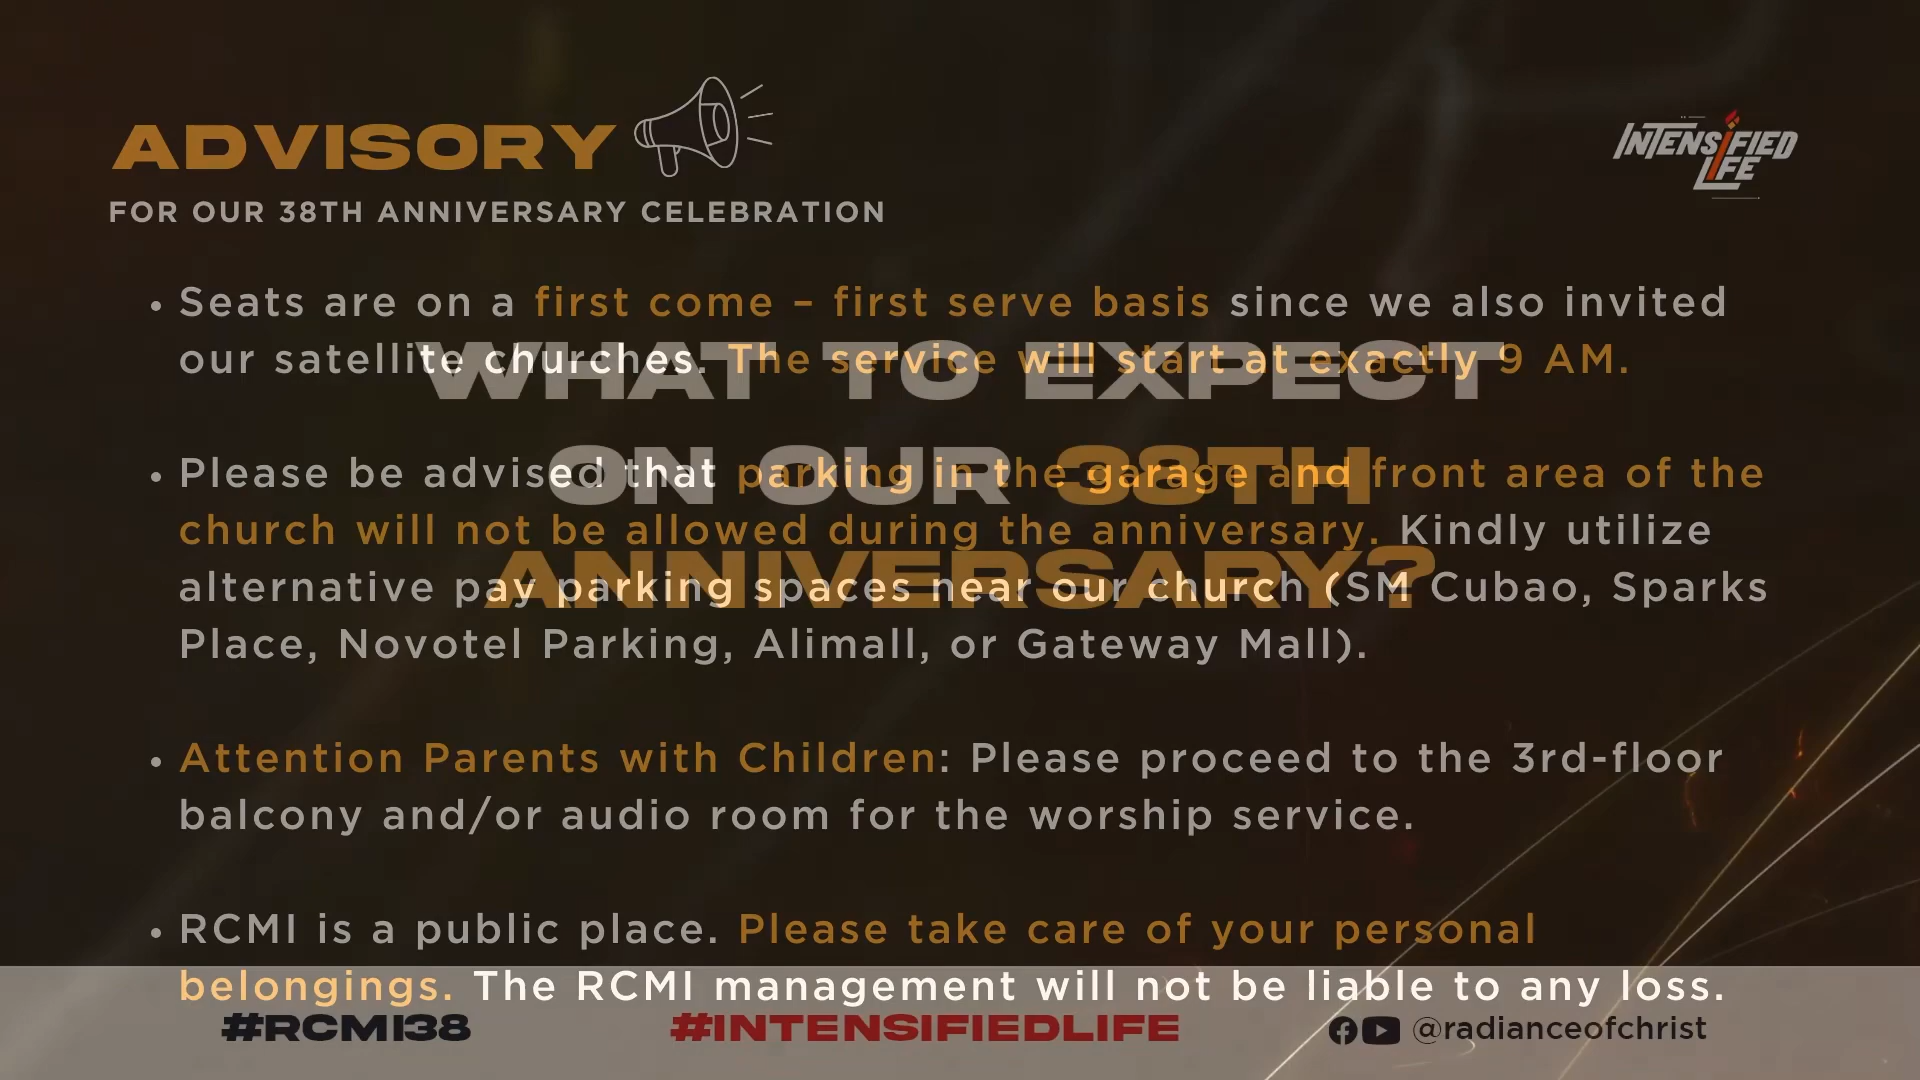 ADVISORY
FOR OUR 38TH ANNIVERSARY CELEBRATION
INTENSIFIED
LIFE
• Seats are on a first come – first serve basis since we also invited
our satellite churches. The service will start at exactly 9 AM.
WHAT TO EXPECT
ON OUR 38TH
ANNIVERSARY?
• Please be advised that parking in the garage and front area of the
church will not be allowed during the anniversary. Kindly utilize
alternative pay parking spaces near our church (SM Cubao, Sparks
Place, Novotel Parking, Alimall, or Gateway Mall).
• Attention Parents with Children: Please proceed to the 3rd-floor
balcony and/or audio room for the worship service.
• RCMI is a public place. Please take care of your personal
belongings. The RCMI management will not be liable to any loss.
#RCMI38 #INTENSIFIEDLIFE @radianceofchrist